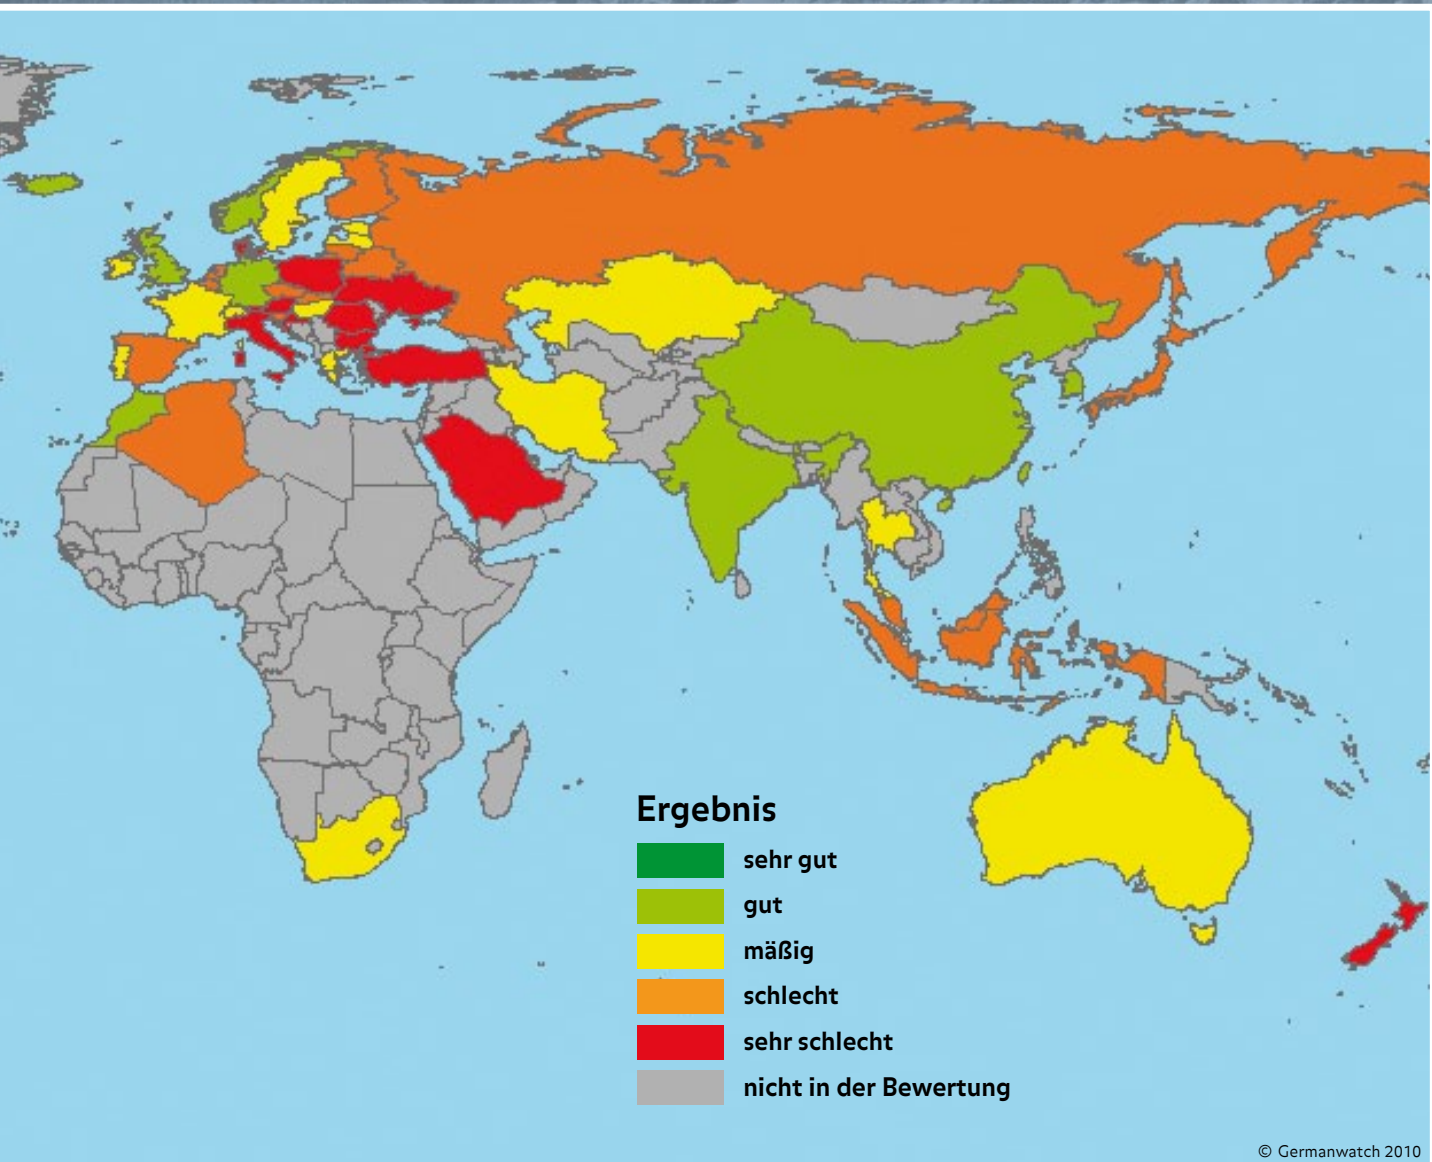 Ergebnis
sehr gut
gut
mäßig
schlecht
sehr schlecht
nicht in der Bewertung
© Germanwatch 2010